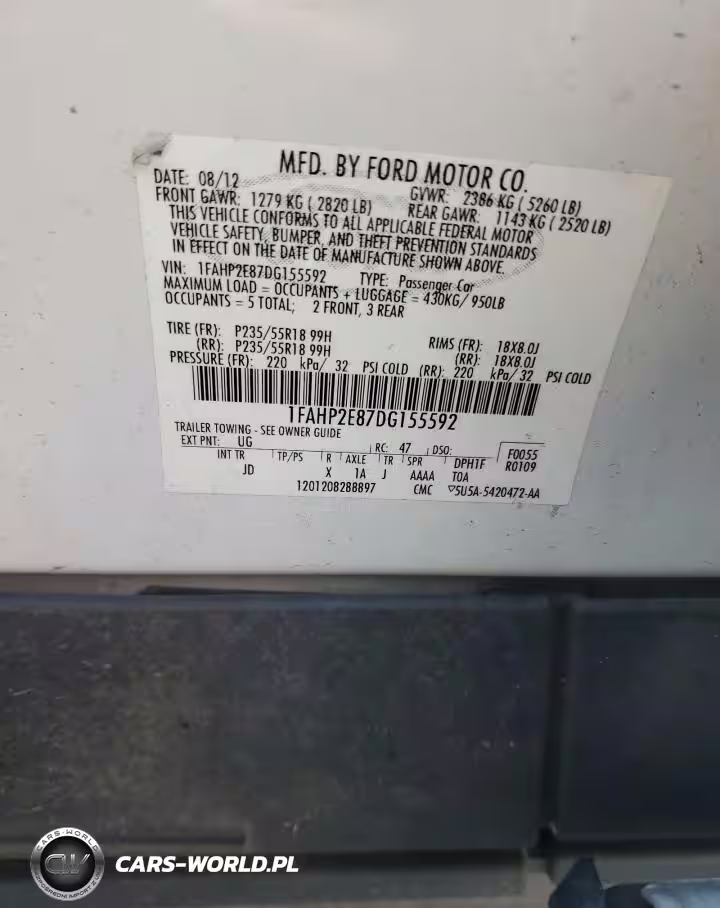 MFD. BY FORD MOTOR CO.
DATE: 08/12 GVWR: 2386 KG ( 5260 LB)
FRONT GAWR: 1279 KG ( 2820 LB) REAR GAWR: 1143 KG ( 2520 LB)
THIS VEHICLE CONFORMS TO ALL APPLICABLE FEDERAL MOTOR
VEHICLE SAFETY, BUMPER, AND THEFT PREVENTION STANDARDS
IN EFFECT ON THE DATE OF MANUFACTURE SHOWN ABOVE.
VIN: 1FAHP2E87DG155592 TYPE: Passenger Car
MAXIMUM LOAD = OCCUPANTS + LUGGAGE = 430KG/ 950LB
OCCUPANTS = 5 TOTAL; 2 FRONT, 3 REAR
TIRE (FR): P235/55R18 99H RIMS (FR): 18X8.0J
(RR): P235/55R18 99H (RR): 18X8.0J
PRESSURE (FR): 220 kPa/ 32 PSI COLD (RR): 220 kPa/ 32 PSI COLD
1FAHP2E87DG155592
TRAILER TOWING - SEE OWNER GUIDE
EXT PNT: UG RC: 47 DSO: F0055
INT TR TP/PS R AXLE TR SPR DPH1F R0109
JD X 1A J AAAA TOA
1201208288B97 CMC ▽5U5A-5420472-AA
CARS-WORLD
CW
CARS-WORLD.PL